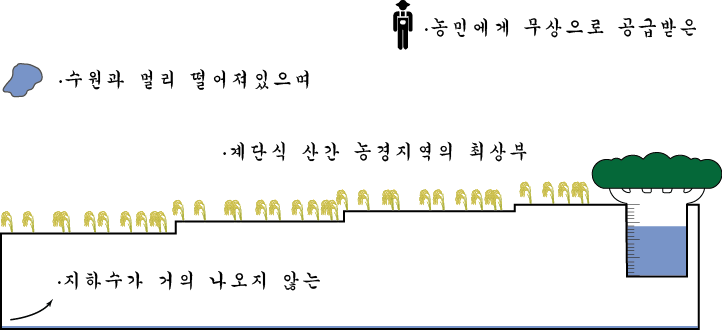 ·농민에게 무상으로 공급받은
·수원과 멀리 떨어져있으며
·계단식 산간 농경지역의 최상부
·지하수가 거의 나오지 않는